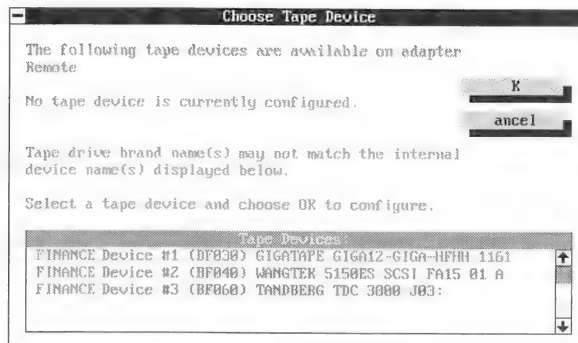 Choose Tape Device
The following tape devices are available on adapter
Remote
No tape device is currently configured.
K
ancel
Tape drive brand name(s) may not match the internal
device name(s) displayed below.
Select a tape device and choose OK to configure.
Tape Devices:
FINANCE Device #1 (BF030) GIGATAPE GIGA12-GIGA-HFHH 1161
FINANCE Device #2 (BF040) WANGTEK 5150ES SCSI FA15 01 A
FINANCE Device #3 (BF060) TANDBERG TDC 3800 J03: